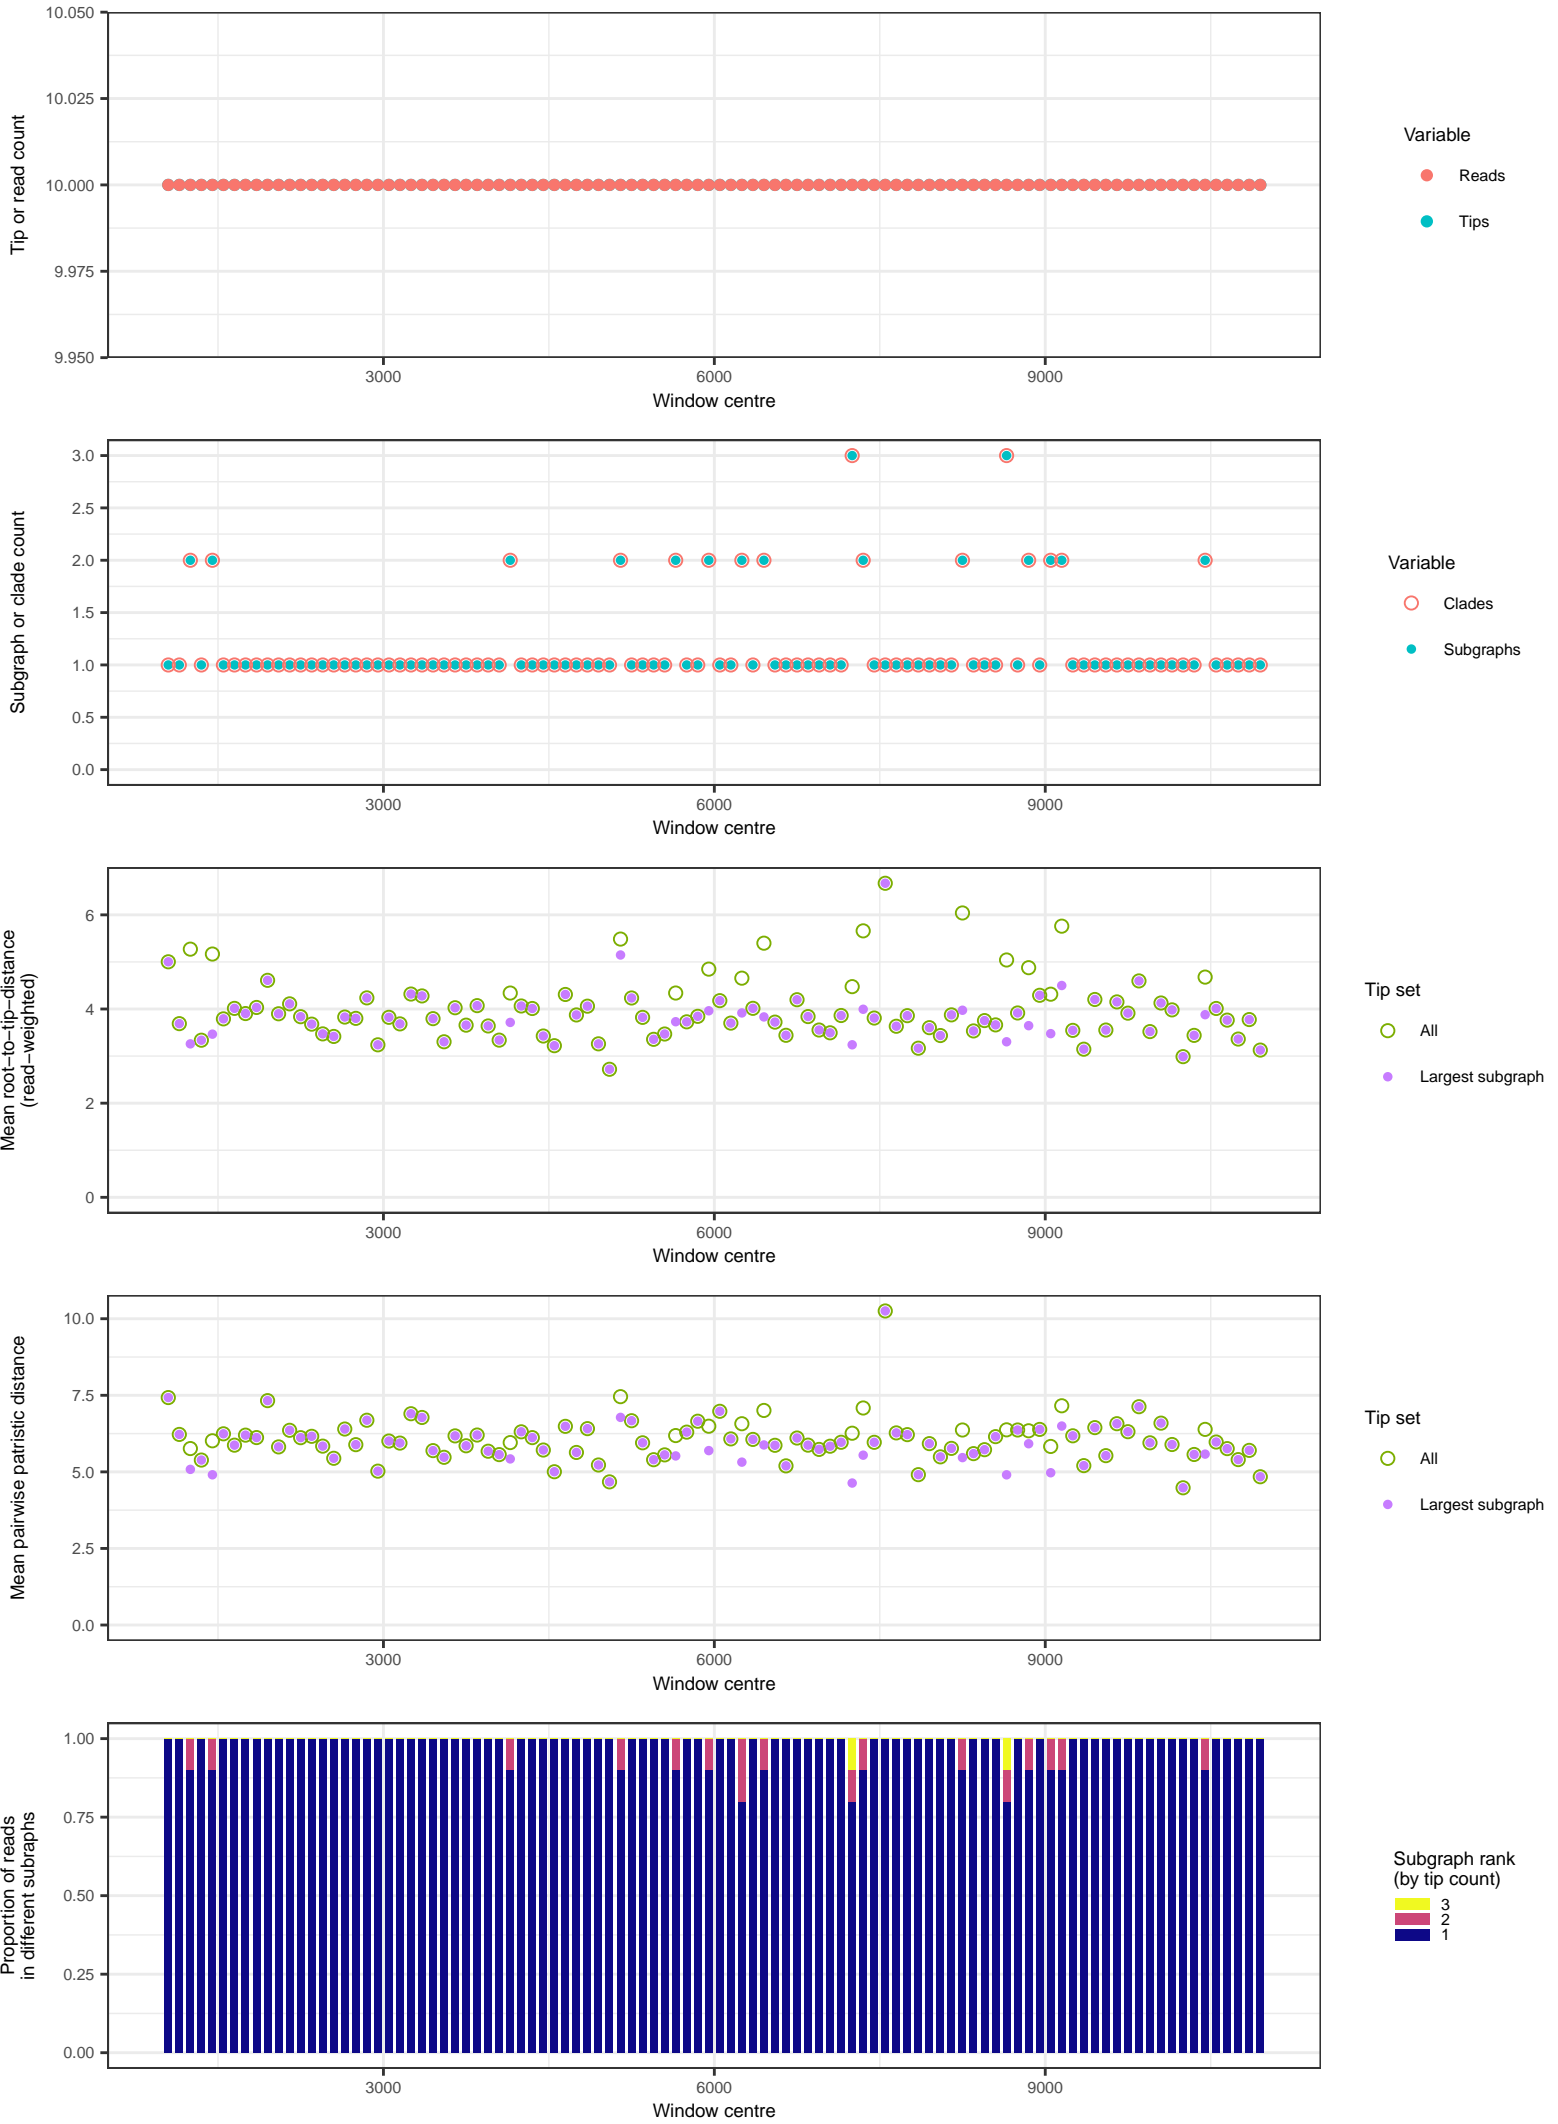 10.050
10.025
10.000
9.975
9.950
Tip or read count
3000 6000 9000
Window centre
Variable
Reads
Tips
3.0
2.5
2.0
1.5
1.0
0.5
0.0
Subgraph or clade count
3000 6000 9000
Window centre
Variable
Clades
Subgraphs
6
4
2
0
Mean root−to−tip−distance
(read−weighted)
3000 6000 9000
Window centre
Tip set
All
Largest subgraph
10.0
7.5
5.0
2.5
0.0
Mean pairwise patristic distance
3000 6000 9000
Window centre
Tip set
All
Largest subgraph
1.00
0.75
0.50
0.25
0.00
Proportion of reads
in different subraphs
3000 6000 9000
Window centre
Subgraph rank
(by tip count)
3
2
1